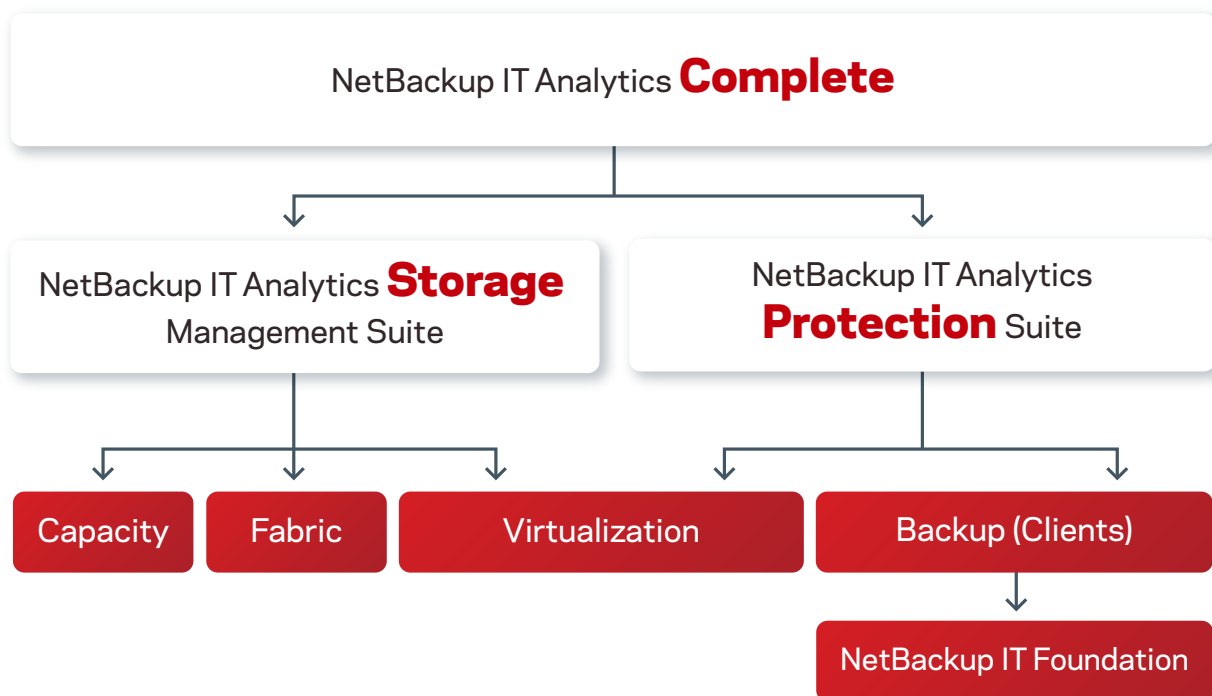 NetBackup IT Analytics Complete
NetBackup IT Analytics Storage
Management Suite
NetBackup IT Analytics
Protection Suite
Capacity
Fabric
Virtualization
Backup (Clients)
NetBackup IT Foundation